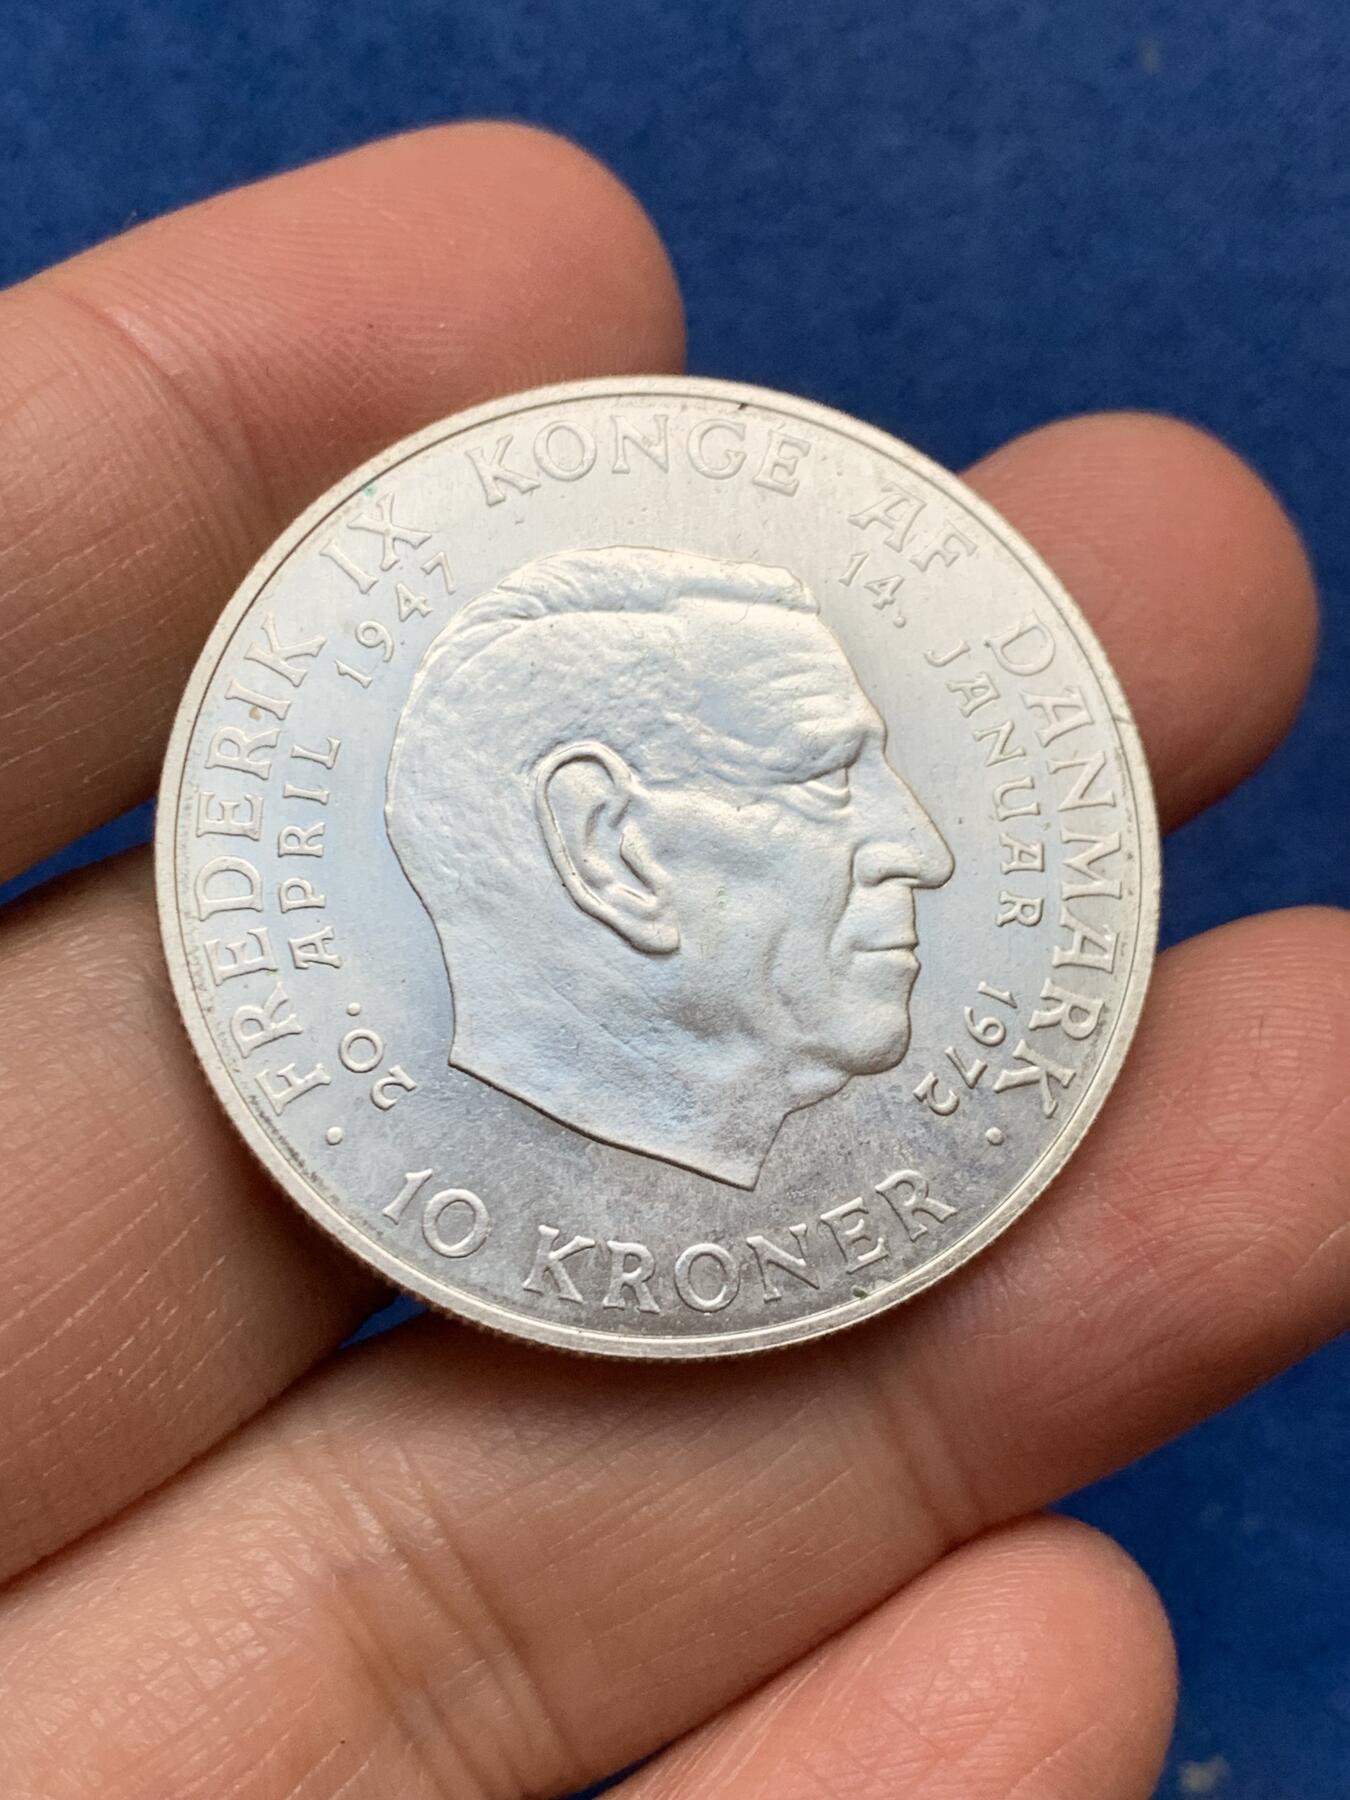 FREDERIK IX KONGE AF DANMARK
20. APRIL 1947 14. JANUAR 1972
· 10 KRONER ·